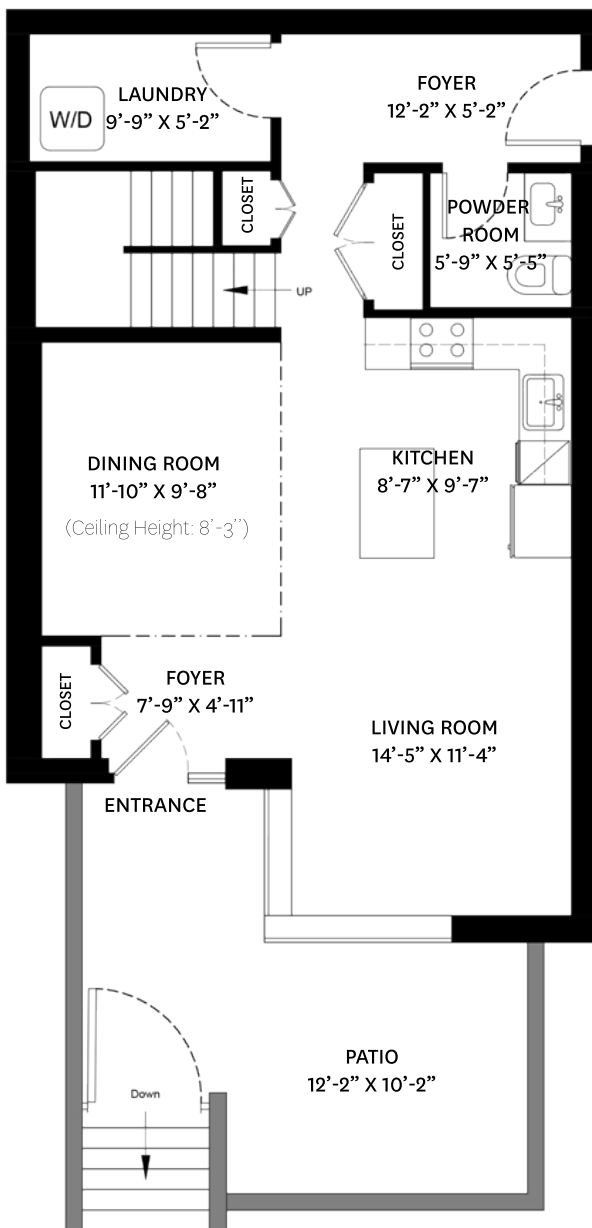 LAUNDRY
9'-9" X 5'-2"
W/D
FOYER
12'-2" X 5'-2"
CLOSET
CLOSET
POWDER
ROOM
5'-9" X 5'-5"
UP
DINING ROOM
11'-10" X 9'-8"
(Ceiling Height: 8'-3")
KITCHEN
8'-7" X 9'-7"
CLOSET
FOYER
7'-9" X 4'-11"
LIVING ROOM
14'-5" X 11'-4"
ENTRANCE
PATIO
12'-2" X 10'-2"
Down